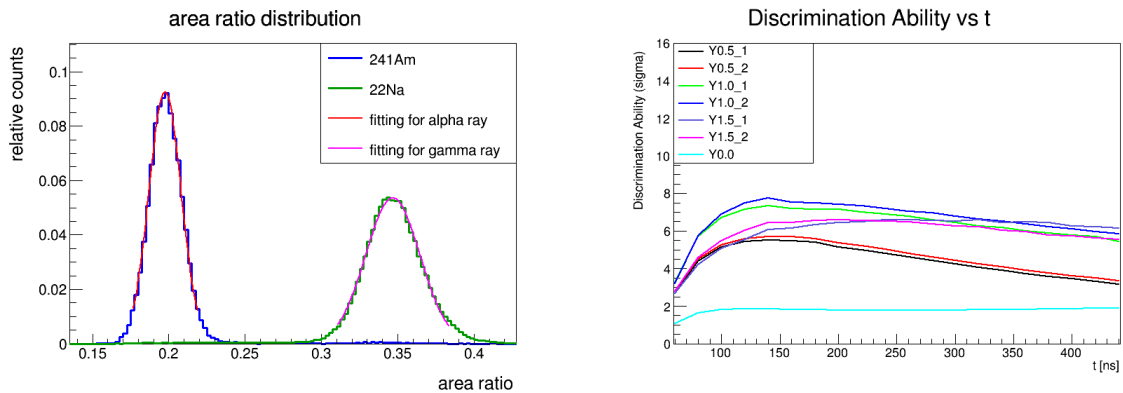 area ratio distribution
relative counts
0.1
0.08
0.06
0.04
0.02
0
0.15
0.2
0.25
0.3
0.35
0.4
area ratio
241Am
22Na
fitting for alpha ray
fitting for gamma ray
Discrimination Ability vs t
Discrimination Ability (sigma)
16
14
12
10
8
6
4
2
0
100
150
200
250
300
350
400
t [ns]
Y0.5_1
Y0.5_2
Y1.0_1
Y1.0_2
Y1.5_1
Y1.5_2
Y0.0